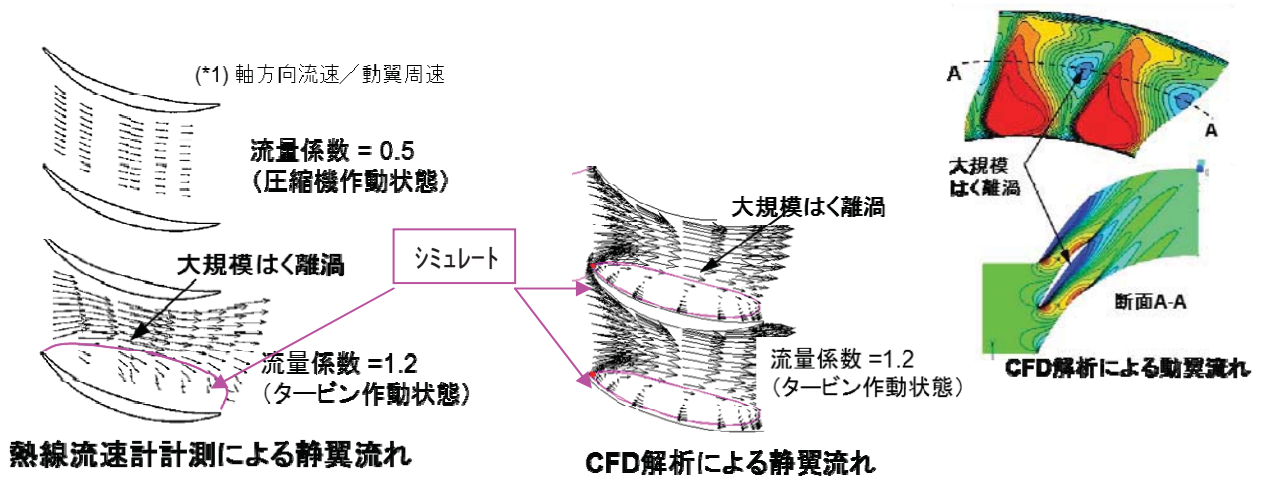 (*1) 軸方向流速／動翼周速
流量係数 = 0.5
（圧縮機作動状態）
大規模はく離渦
シミュレート
流量係数 =1.2
（タービン作動状態）
熱線流速計計測による静翼流れ
大規模はく離渦
流量係数 =1.2
（タービン作動状態）
CFD解析による静翼流れ
A
A
大規模
はく離渦
断面A-A
CFD解析による動翼流れ